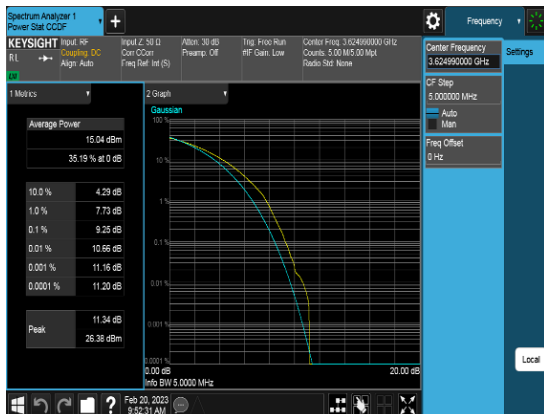 Spectrum Analyzer 1
Power Stat CCDF
+
Frequency
KEYSIGHT
RL
Input: RF
Coupling: DC
Align: Auto
Input Z: 50 Ω
Corr CCorr
Freq Ref: Int (S)
Atten: 30 dB
Preamp: Off
Trig: Free Run
#IF Gain: Low
Center Freq: 3.624990000 GHz
Counts: 5.00 M/5.00 Mpt
Radio Std: None
Center Frequency
3.624990000 GHz
Settings
CF Step
5.000000 MHz
Auto
Man
Freq Offset
0 Hz
Local
1 Metrics
Average Power
15.04 dBm
35.19 % at 0 dB
10.0 % 4.29 dB
1.0 % 7.73 dB
0.1 % 9.25 dB
0.01 % 10.66 dB
0.001 % 11.16 dB
0.0001 % 11.20 dB
Peak
11.34 dB
26.38 dBm
2 Graph
Gaussian
100 %
10 %
1 %
0.1 %
0.01 %
0.001 %
0.0001 %
0.00 dB 20.00 dB
Info BW 5.0000 MHz
?
Feb 20, 2023
9:52:31 AM